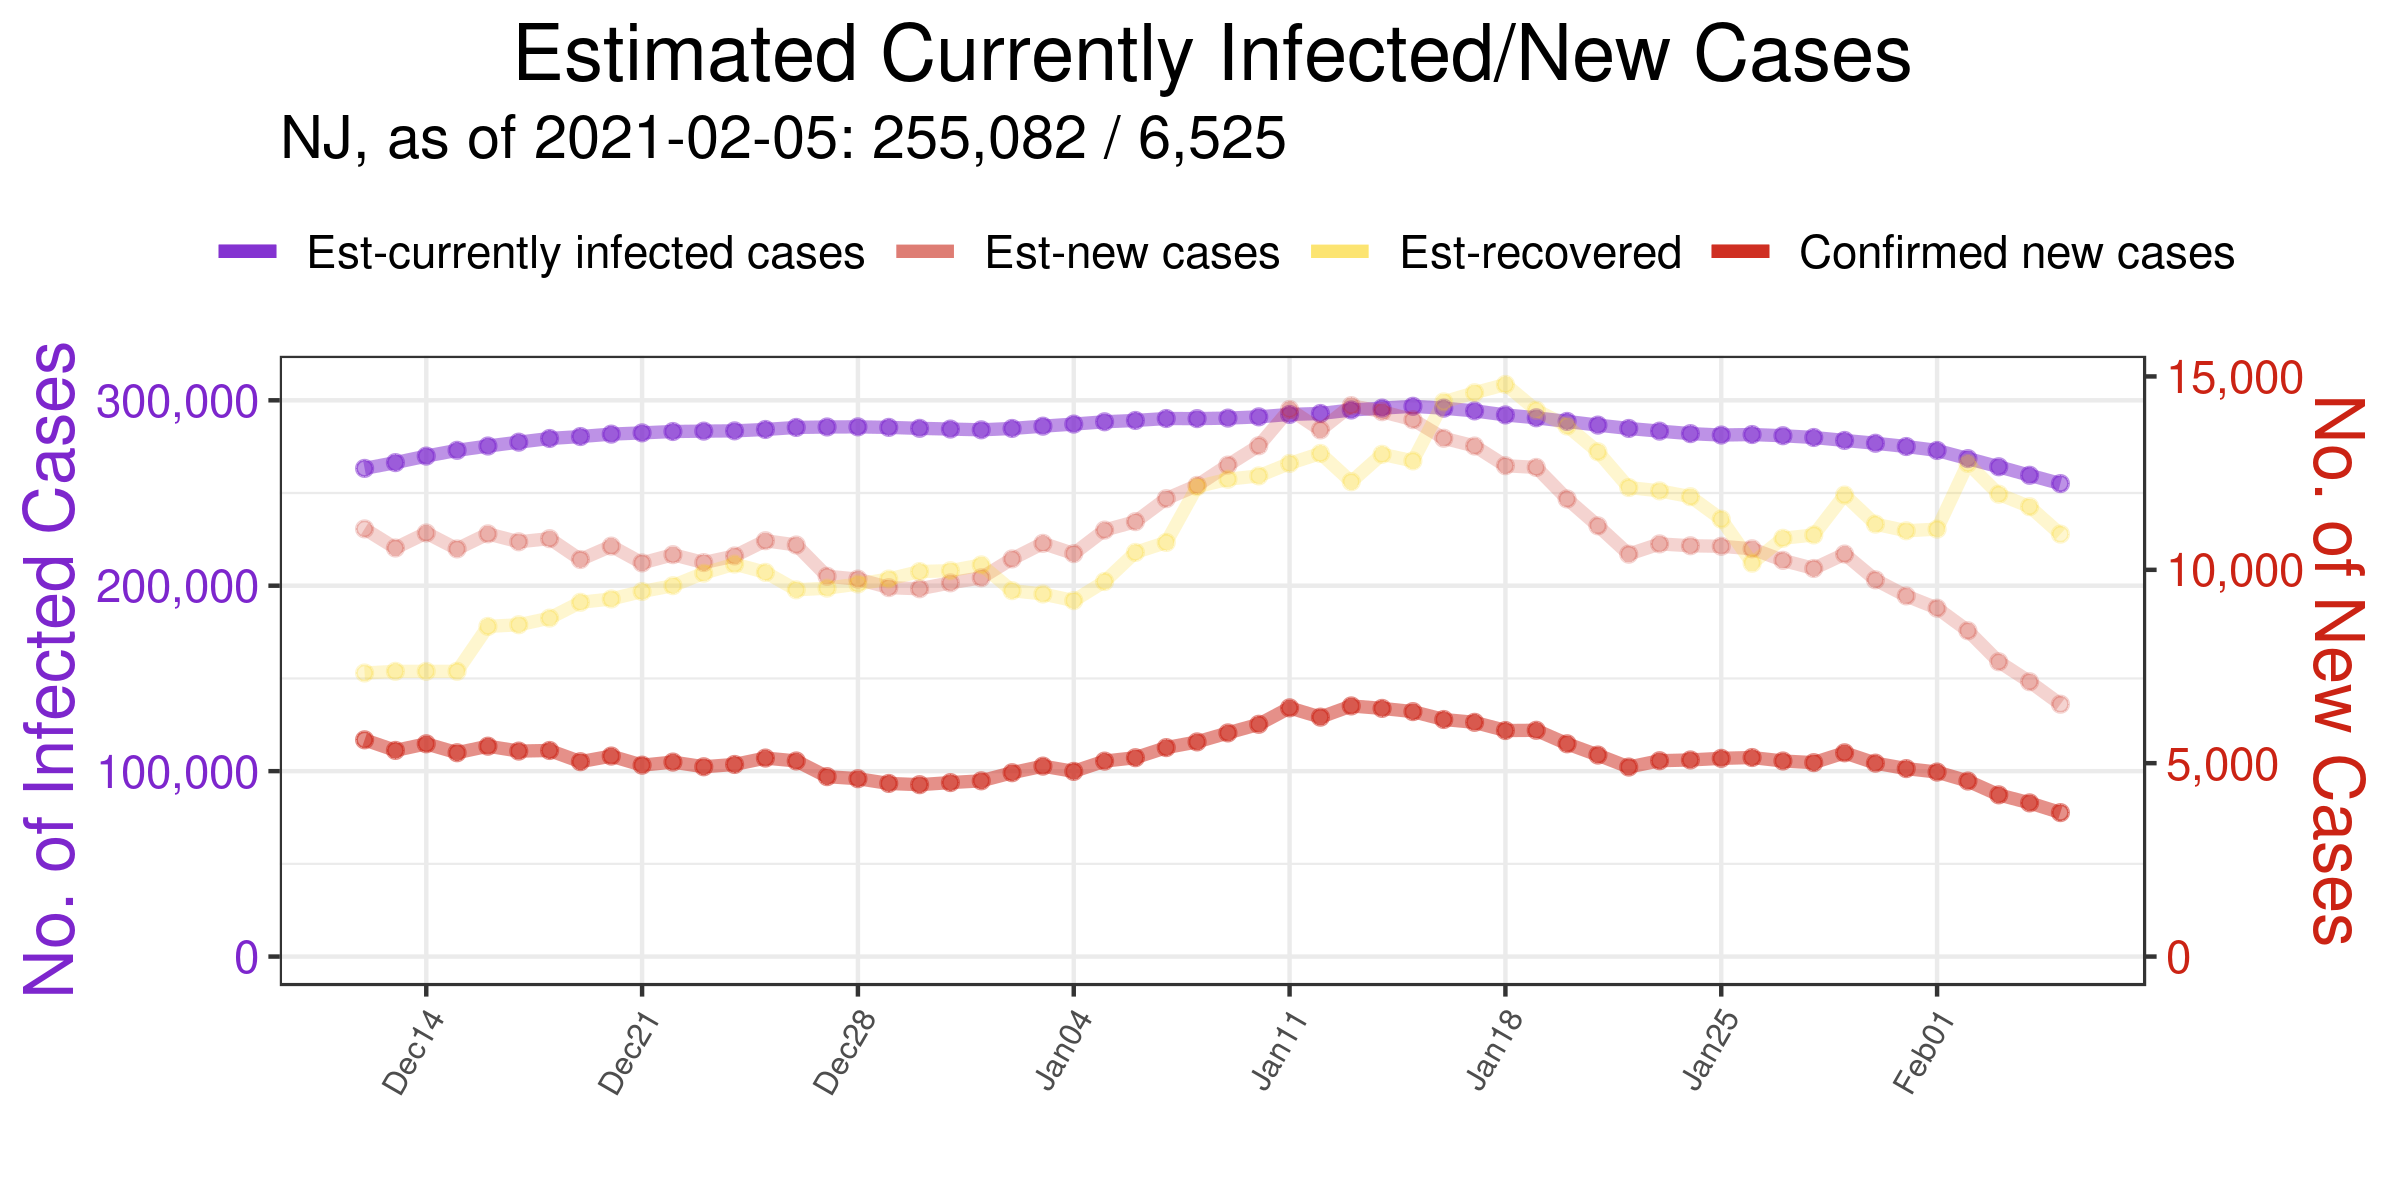 Estimated Currently Infected/New Cases
NJ, as of 2021-02-05: 255,082 / 6,525
Est-currently infected cases Est-new cases Est-recovered Confirmed new cases
No. of Infected Cases
300,000
200,000
100,000
0
15,000
10,000
5,000
0
No. of New Cases
Dec14 Dec21 Dec28 Jan04 Jan11 Jan18 Jan25 Feb01